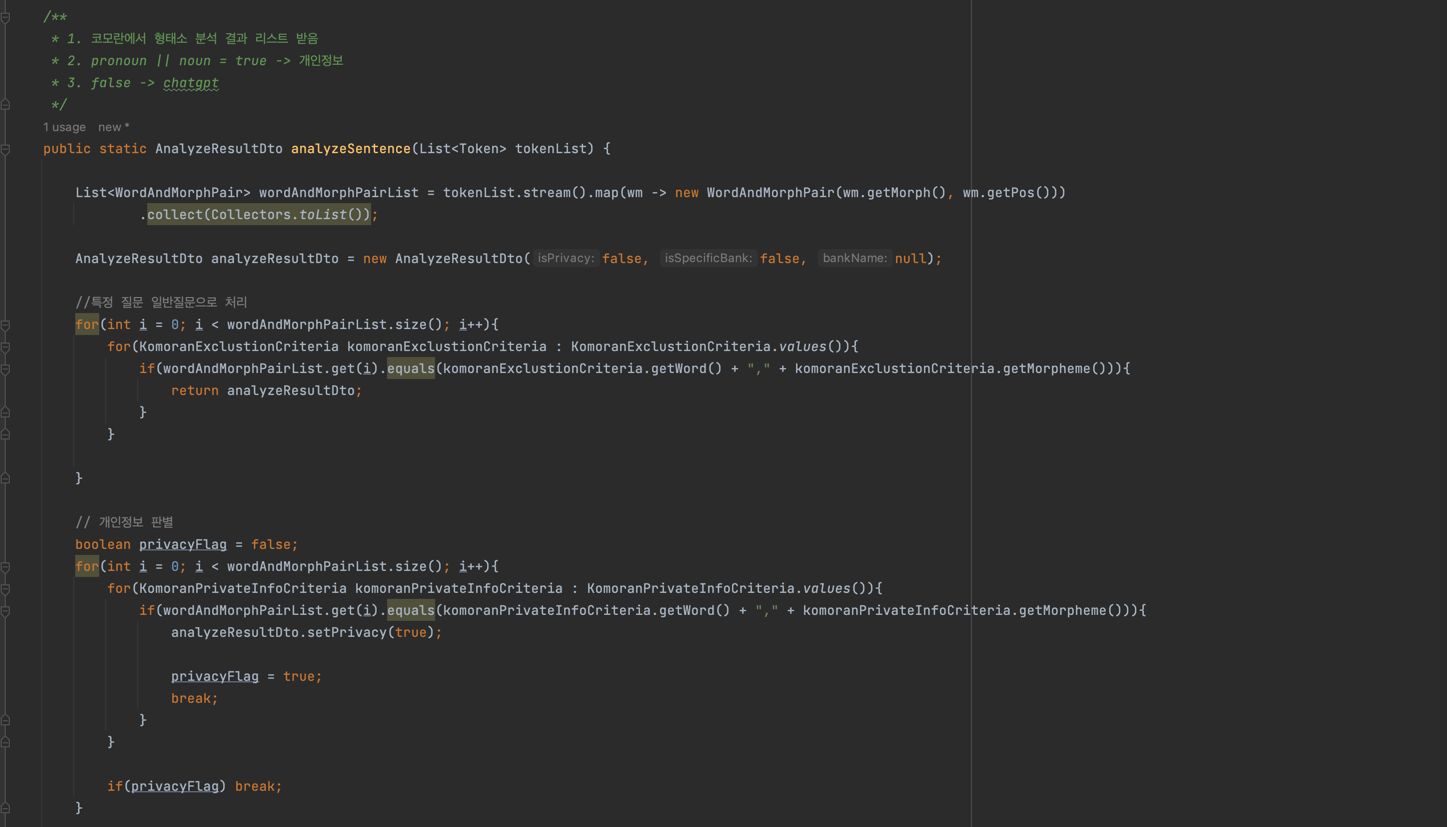 /**
 * 1. 코모란에서 형태소 분석 결과 리스트 받음
 * 2. pronoun || noun = true -> 개인정보
 * 3. false -> chatgpt
 */
1 usage   new *
public static AnalyzeResultDto analyzeSentence(List<Token> tokenList) {
    List<WordAndMorphPair> wordAndMorphPairList = tokenList.stream().map(wm -> new WordAndMorphPair(wm.getMorph(), wm.getPos()))
            .collect(Collectors.toList());
    AnalyzeResultDto analyzeResultDto = new AnalyzeResultDto( isPrivacy: false, isSpecificBank: false, bankName: null);
    //특정 질문 일반질문으로 처리
    for(int i = 0; i < wordAndMorphPairList.size(); i++){
        for(KomoranExclustionCriteria komoranExclustionCriteria : KomoranExclustionCriteria.values()){
            if(wordAndMorphPairList.get(i).equals(komoranExclustionCriteria.getWord() + "," + komoranExclustionCriteria.getMorpheme())){
                return analyzeResultDto;
            }
        }
    }
    // 개인정보 판별
    boolean privacyFlag = false;
    for(int i = 0; i < wordAndMorphPairList.size(); i++){
        for(KomoranPrivateInfoCriteria komoranPrivateInfoCriteria : KomoranPrivateInfoCriteria.values()){
            if(wordAndMorphPairList.get(i).equals(komoranPrivateInfoCriteria.getWord() + "," + komoranPrivateInfoCriteria.getMorpheme())){
                analyzeResultDto.setPrivacy(true);
                privacyFlag = true;
                break;
            }
        }
        if(privacyFlag) break;
    }